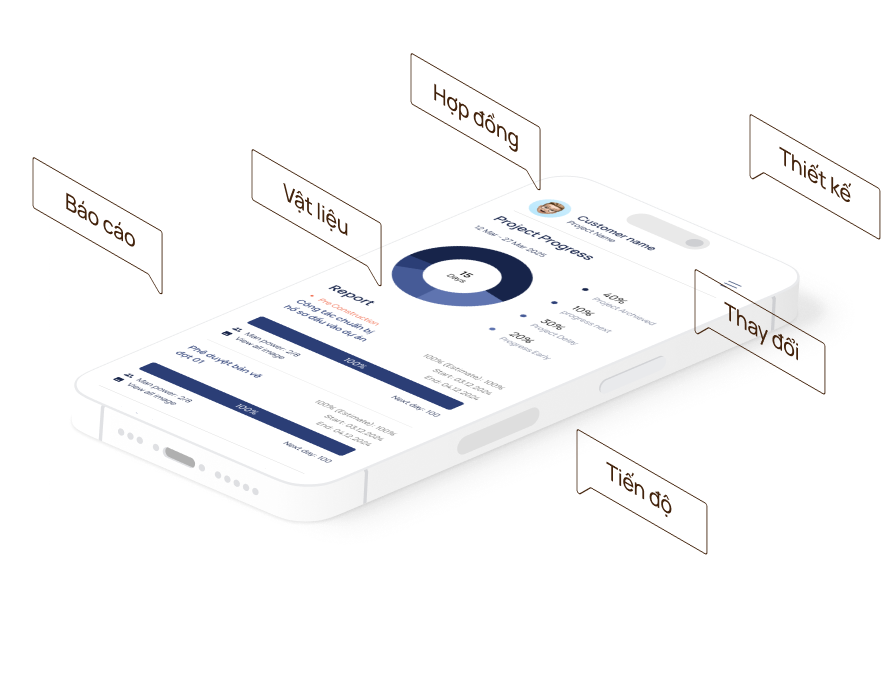 Hợp đồng
Thiết kế
Báo cáo
Vật liệu
Thay đổi
Tiến độ
Customer name
Project Name
Project Progress
12 Mar - 27 Mar 2025
15
Days
40%
Project Archieved
10%
progress next
30%
Project Delay
20%
Progress Early
Report
Pre Construction
Công tác chuẩn bị
hồ sơ đấu vào dự án
Man power: 2/8
View all image
100%
100% (Estimate): 100%
Start: 03.12.2024
End: 04.12.2024
Next day: 100
Phê duyệt bản vẽ
đợt 01
Man power: 2/8
View all image
100%
100% (Estimate): 100%
Start: 03.12.2024
End: 04.12.2024
Next day: 100